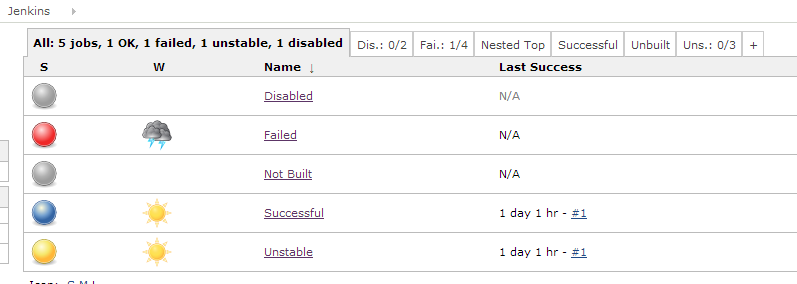 Jenkins
All: 5 jobs, 1 OK, 1 failed, 1 unstable, 1 disabled Dis.: 0/2 Fai.: 1/4 Nested Top Successful Unbuilt Uns.: 0/3 +
S W Name ↓ Last Success
Disabled N/A
Failed N/A
Not Built N/A
Successful 1 day 1 hr - #1
Unstable 1 day 1 hr - #1